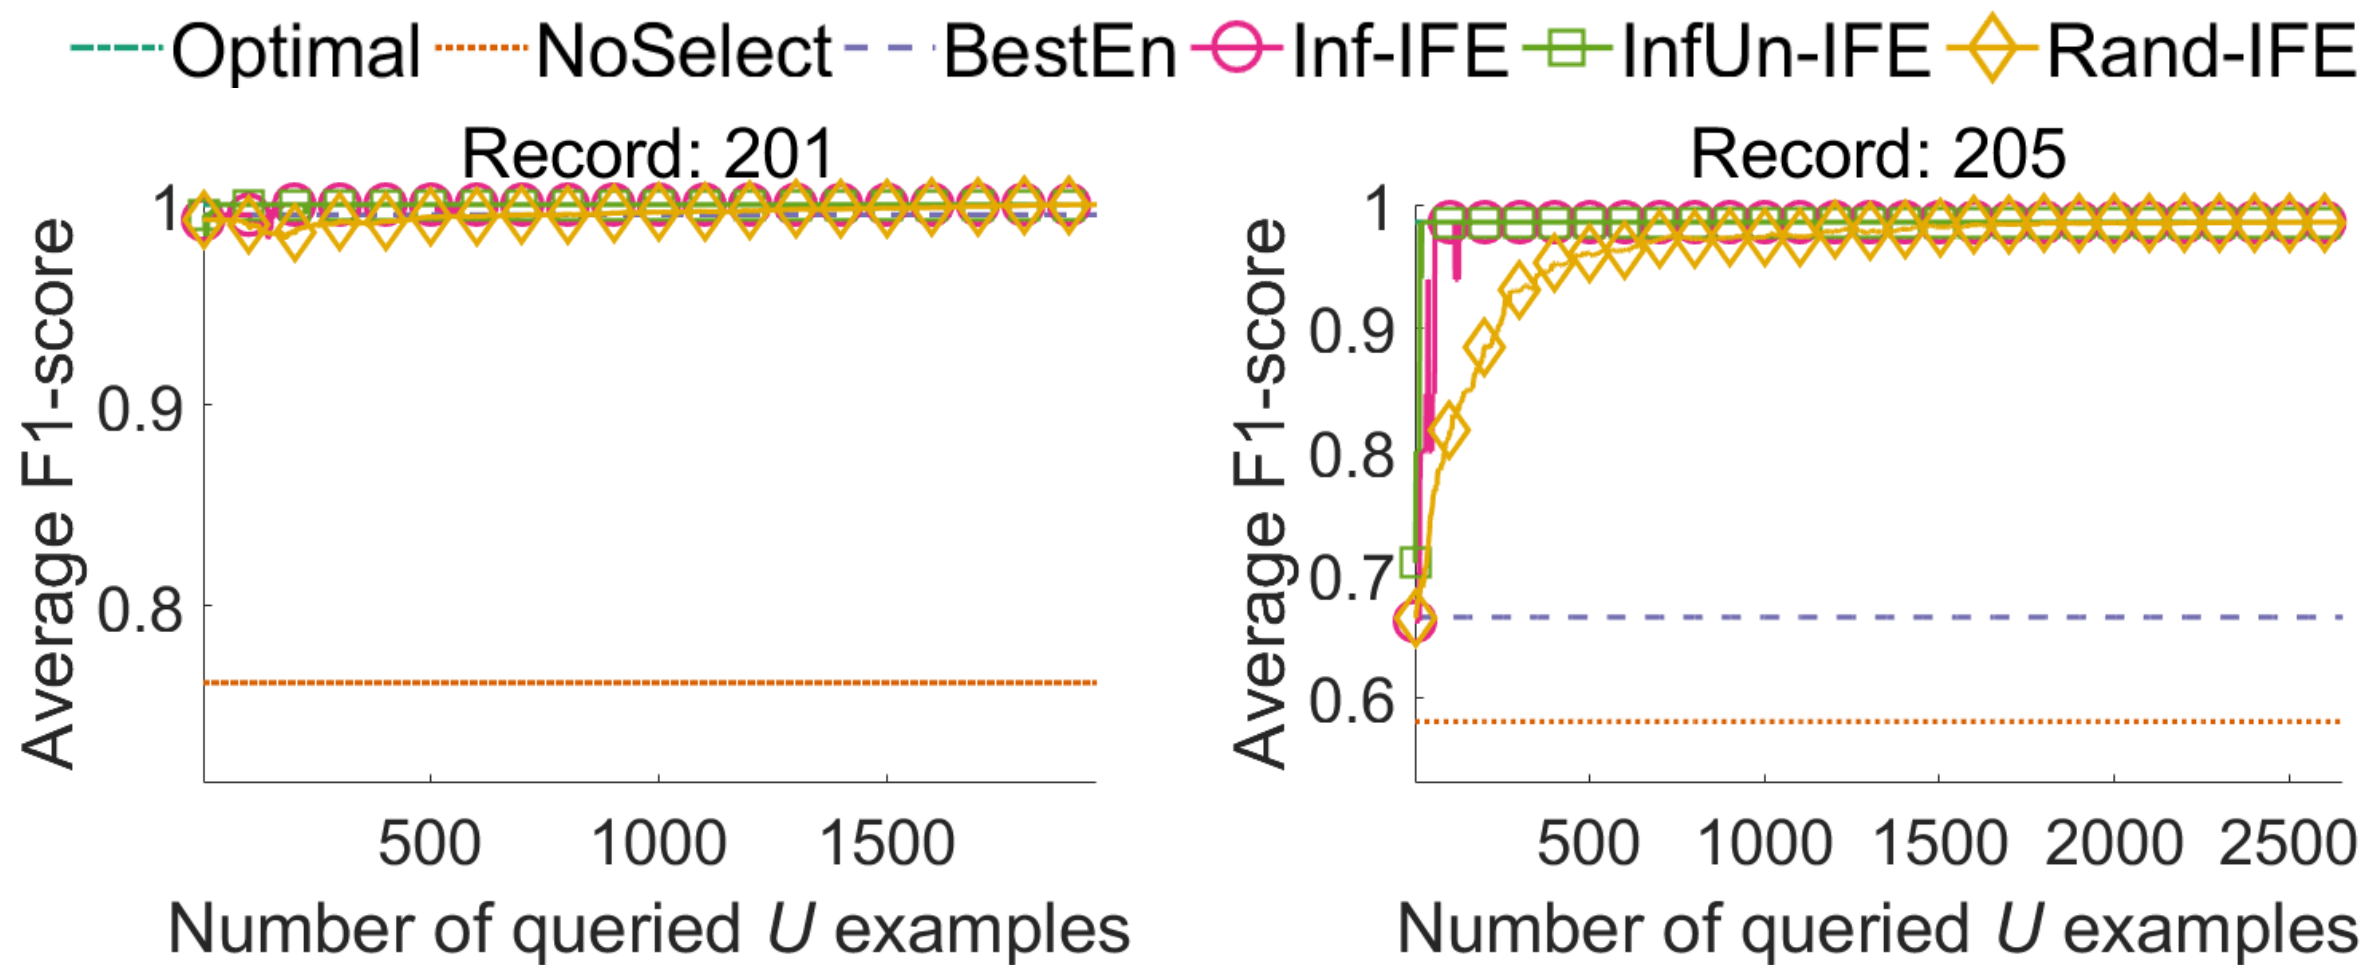 Optimal NoSelect BestEn Inf-IFE InfUn-IFE Rand-IFE
Record: 201
1
0.9
0.8
Average F1-score
500 1000 1500
Number of queried U examples
Record: 205
1
0.9
0.8
0.7
0.6
Average F1-score
500 1000 1500 2000 2500
Number of queried U examples